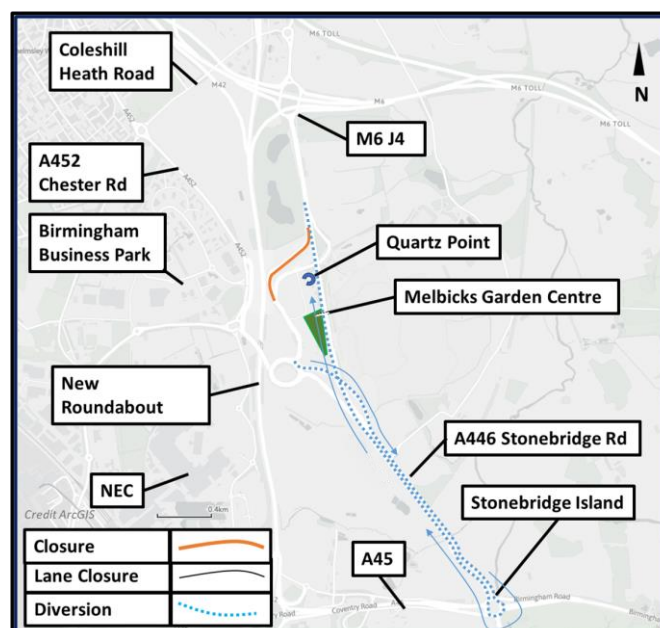 Coleshill
Heath Road
M6 TOLL
M6 TOLL
M6 TOLL
M42
M6
N
M6 J4
A452
Chester Rd
A452
A452
Birmingham
Business Park
Quartz Point
Melbicks Garden Centre
New
Roundabout
A446 Stonebridge Rd
NEC
Stonebridge Island
Credit ArcGIS
0.4km
Closure
Lane Closure
Diversion
A45
Coventry Road
Birmingham Road